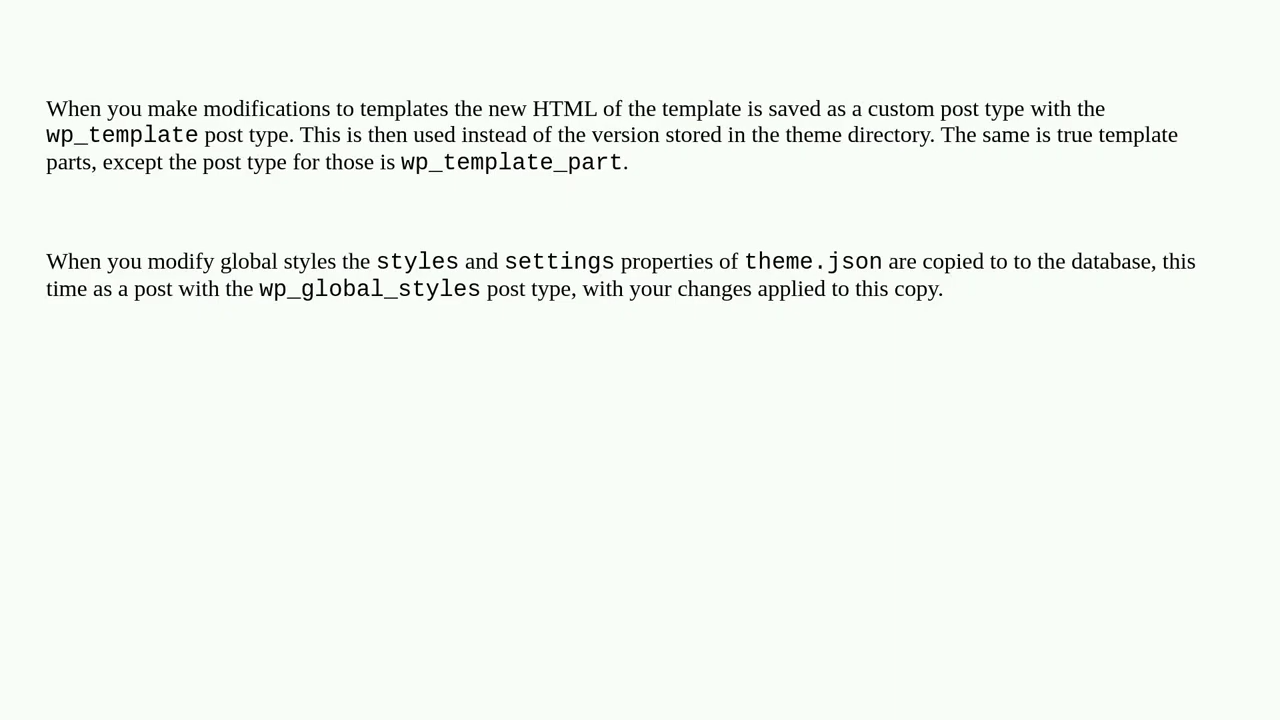 When you make modifications to templates the new HTML of the template is saved as a custom post type with the
wp_template post type. This is then used instead of the version stored in the theme directory. The same is true template
parts, except the post type for those is wp_template_part.
When you modify global styles the styles and settings properties of theme.json are copied to to the database, this
time as a post with the wp_global_styles post type, with your changes applied to this copy.